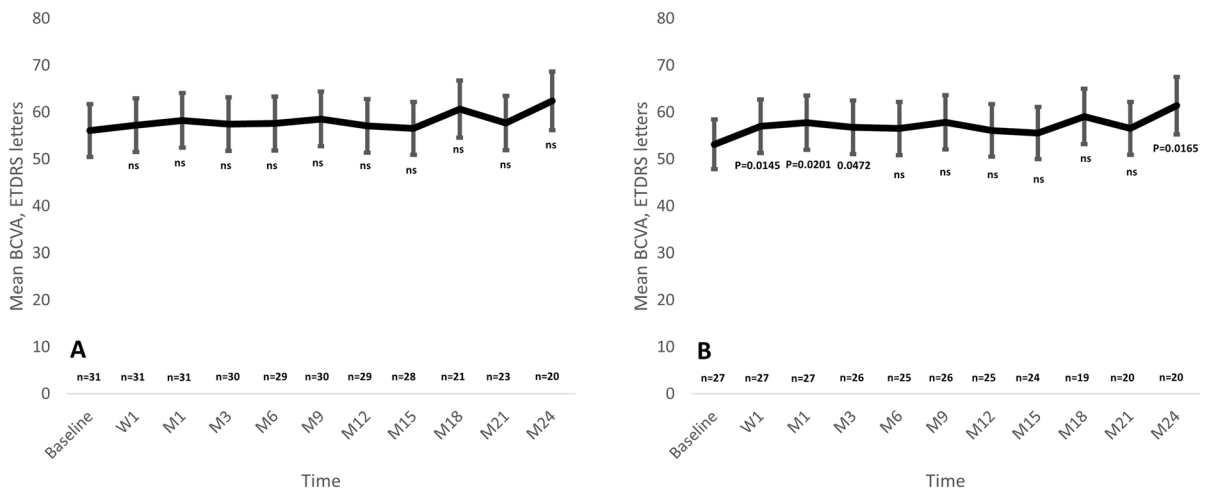 80
70
60
50
40
30
20
10
0
Mean BCVA, ETDRS letters
ns ns ns ns ns ns ns ns ns ns
A
n=31 n=31 n=31 n=30 n=29 n=30 n=29 n=28 n=21 n=23 n=20
Baseline W1 M1 M3 M6 M9 M12 M15 M18 M21 M24
Time
80
70
60
50
40
30
20
10
0
Mean BCVA, ETDRS letters
P=0.0145 P=0.0201 0.0472 ns ns ns ns ns ns P=0.0165
B
n=27 n=27 n=27 n=26 n=25 n=26 n=25 n=24 n=19 n=20 n=20
Baseline W1 M1 M3 M6 M9 M12 M15 M18 M21 M24
Time